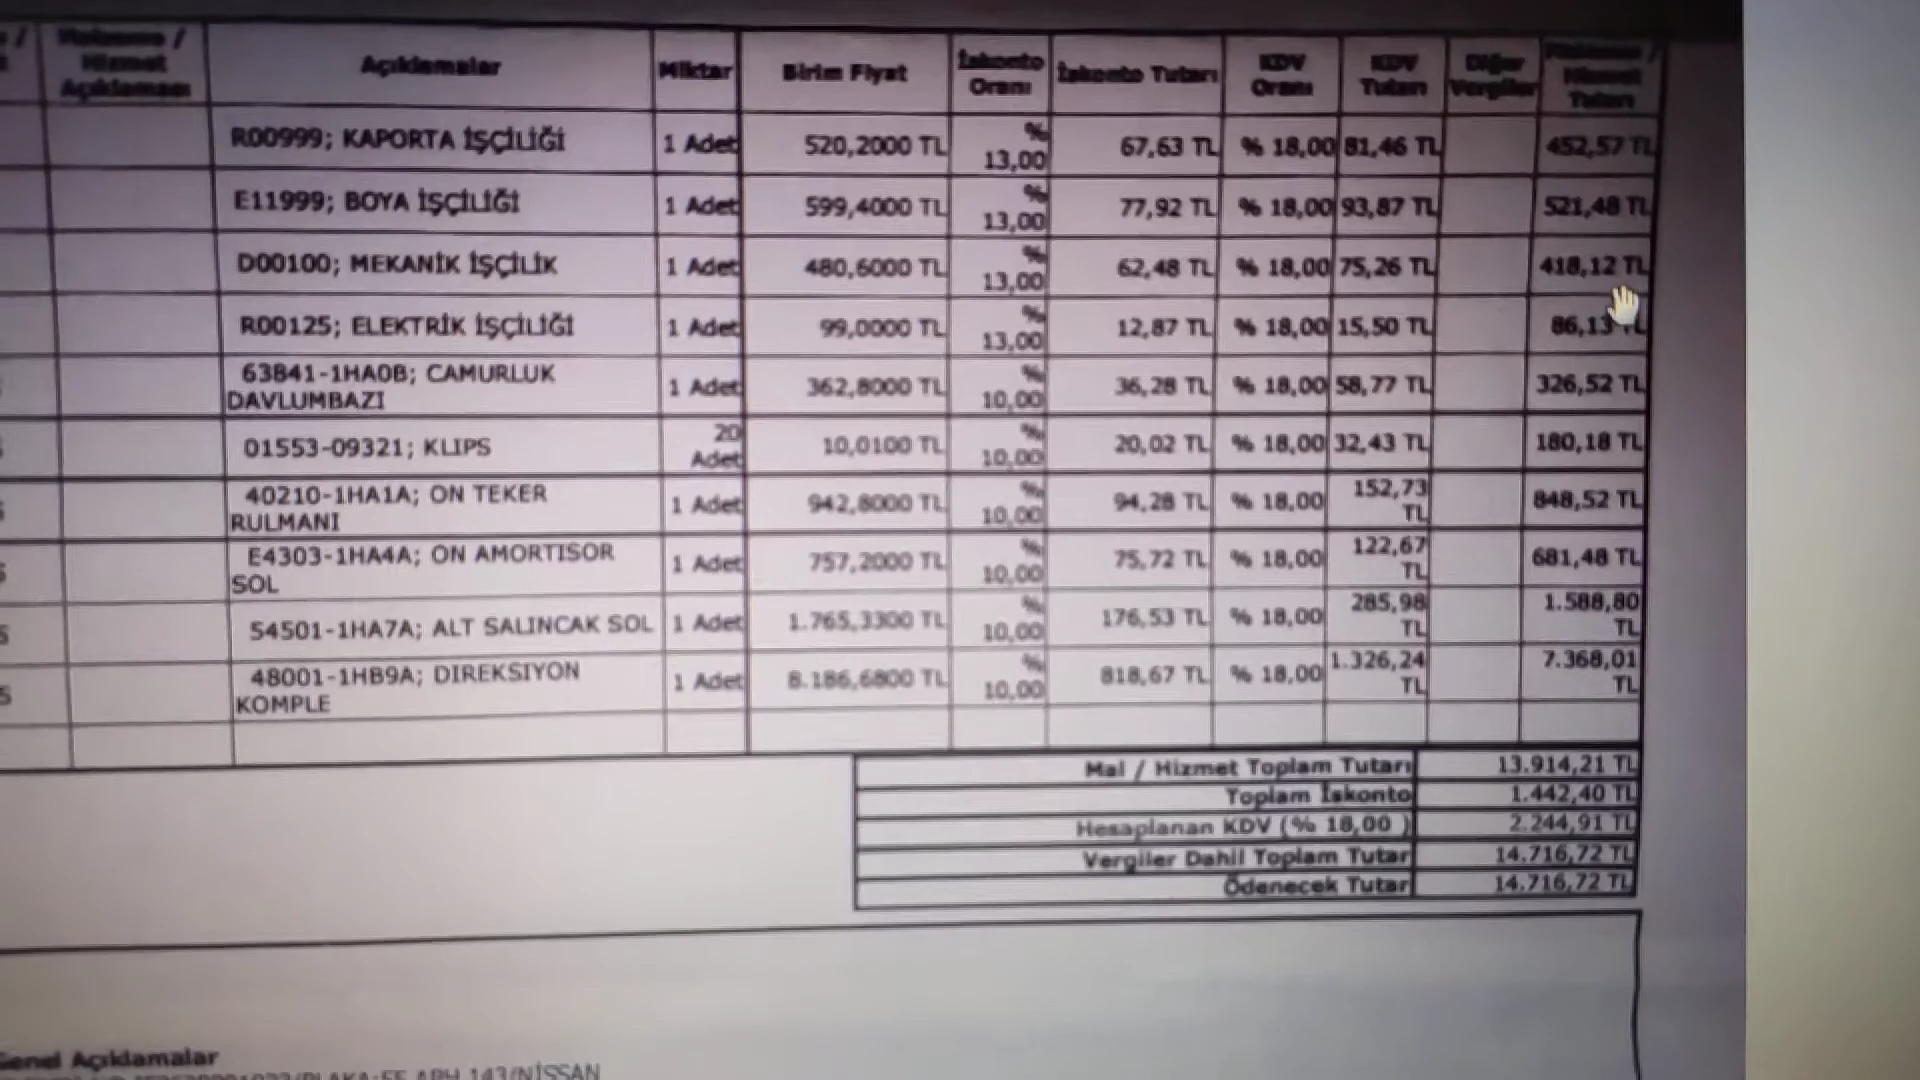 Hizmet
Açıklaması
Açıklamalar
Miktar
Birim Fiyat
İskonto
Oranı
İskonto Tutarı
KDV
Oranı
KDV
Tutarı
Diğer
Vergiler
Hizmet
Tutarı
R00999; KAPORTA İŞÇİLİĞİ 1 Adet 520,2000 TL % 13,00 67,63 TL % 18,00 81,46 TL 452,57 TL
E11999; BOYA İŞÇİLİĞİ 1 Adet 599,4000 TL % 13,00 77,92 TL % 18,00 93,87 TL 521,48 TL
D00100; MEKANİK İŞÇİLİK 1 Adet 480,6000 TL % 13,00 62,48 TL % 18,00 75,26 TL 418,12 TL
R00125; ELEKTRİK İŞÇİLİĞİ 1 Adet 99,0000 TL % 13,00 12,87 TL % 18,00 15,50 TL 86,13 TL
63841-1HA0B; CAMURLUK
DAVLUMBAZI 1 Adet 362,8000 TL % 10,00 36,28 TL % 18,00 58,77 TL 326,52 TL
01553-09321; KLIPS 20 Adet 10,0100 TL % 10,00 20,02 TL % 18,00 32,43 TL 180,18 TL
40210-1HA1A; ON TEKER
RULMANI 1 Adet 942,8000 TL % 10,00 94,28 TL % 18,00 152,73 TL 848,52 TL
E4303-1HA4A; ON AMORTISOR
SOL 1 Adet 757,2000 TL % 10,00 75,72 TL % 18,00 122,67 TL 681,48 TL
54501-1HA7A; ALT SALINCAK SOL 1 Adet 1.765,3300 TL % 10,00 176,53 TL % 18,00 285,98 TL 1.588,80 TL
48001-1HB9A; DIREKSIYON
KOMPLE 1 Adet 8.186,6800 TL % 10,00 818,67 TL % 18,00 1.326,24 TL 7.368,01 TL
Mal / Hizmet Toplam Tutarı 13.914,21 TL
Toplam İskonto 1.442,40 TL
Hesaplanan KDV (% 18,00 ) 2.244,91 TL
Vergiler Dahil Toplam Tutar 14.716,72 TL
Ödenecek Tutar 14.716,72 TL
Genel Açıklamalar
143/NİSSAN